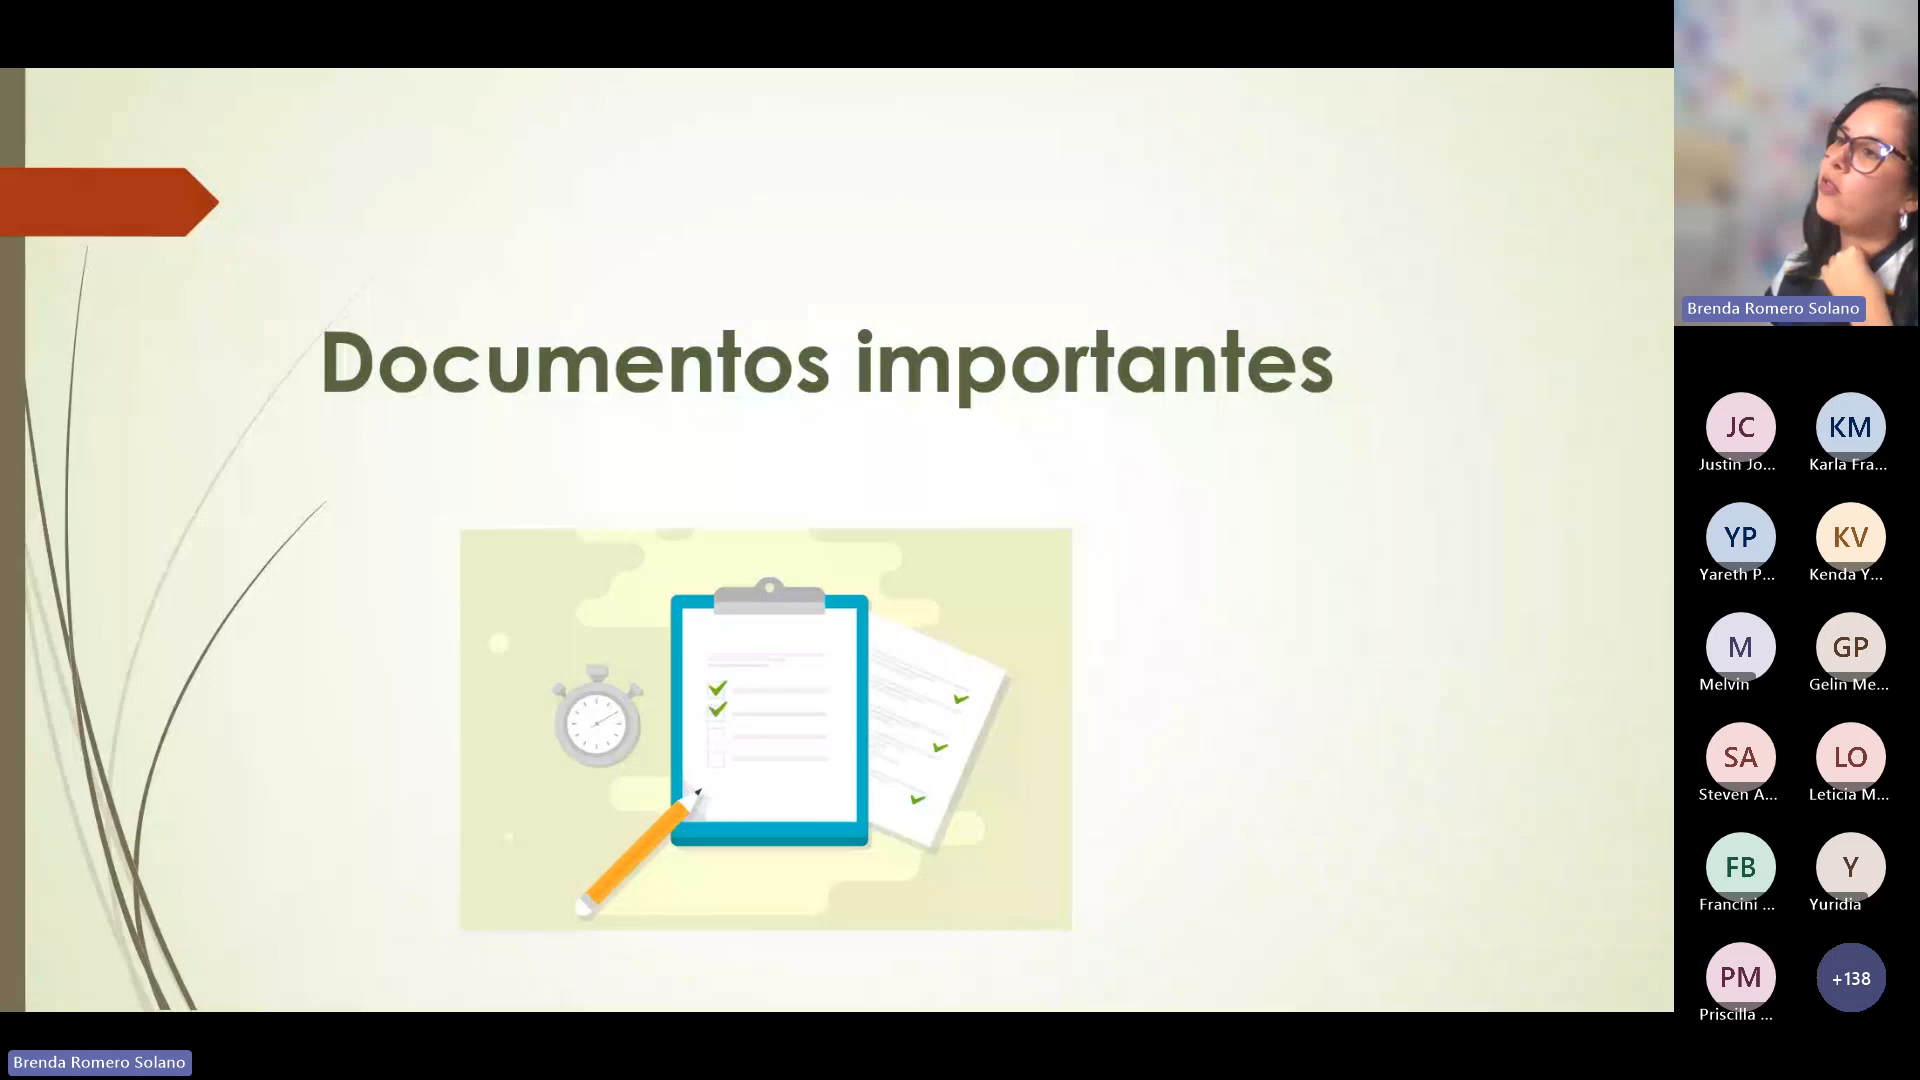 Documentos importantes
Brenda Romero Solano
JC
KM
Justin Jo...
Karla Fra...
YP
KV
Yareth P...
Kenda Y...
M
GP
Melvin
Gelin Me...
SA
LO
Steven A...
Leticia M...
FB
Y
Francini ...
Yuridia
PM
+138
Priscilla ...
Brenda Romero Solano